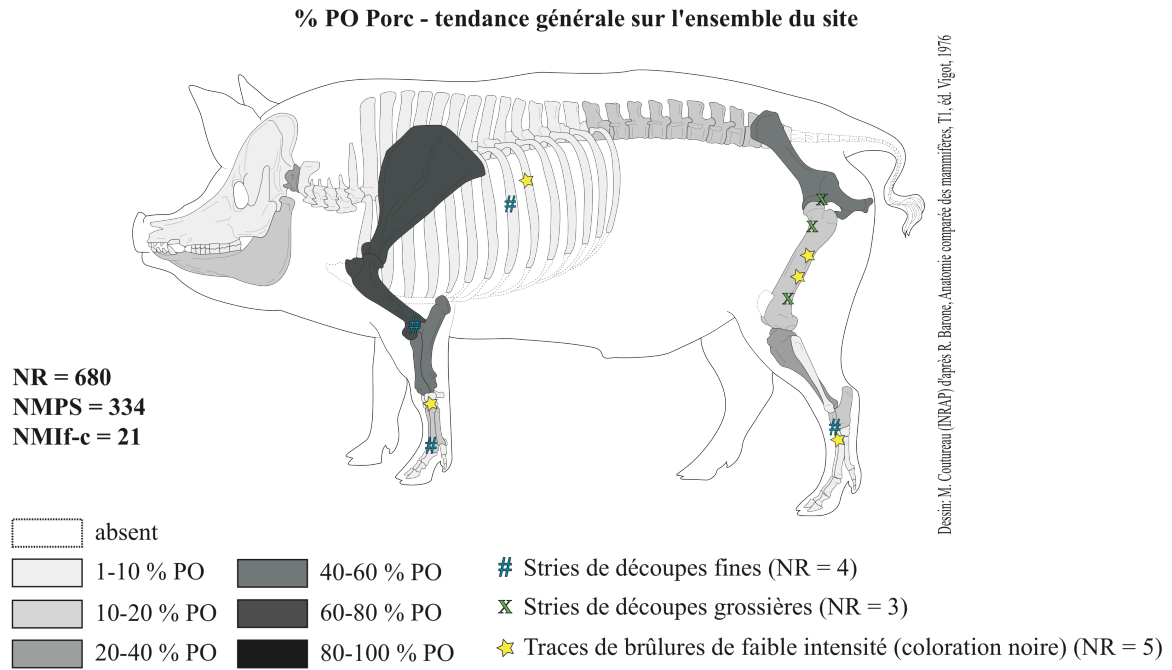 % PO Porc - tendance générale sur l'ensemble du site
Dessin: M. Coutureau (INRAP) d'après R. Barone, Anatomie comparée des mammifères, T1, éd. Vigot, 1976
NR = 680
NMPS = 334
NMIf-c = 21
absent
1-10 % PO
10-20 % PO
20-40 % PO
40-60 % PO
60-80 % PO
80-100 % PO
# Stries de découpes fines (NR = 4)
x Stries de découpes grossières (NR = 3)
Traces de brûlures de faible intensité (coloration noire) (NR = 5)